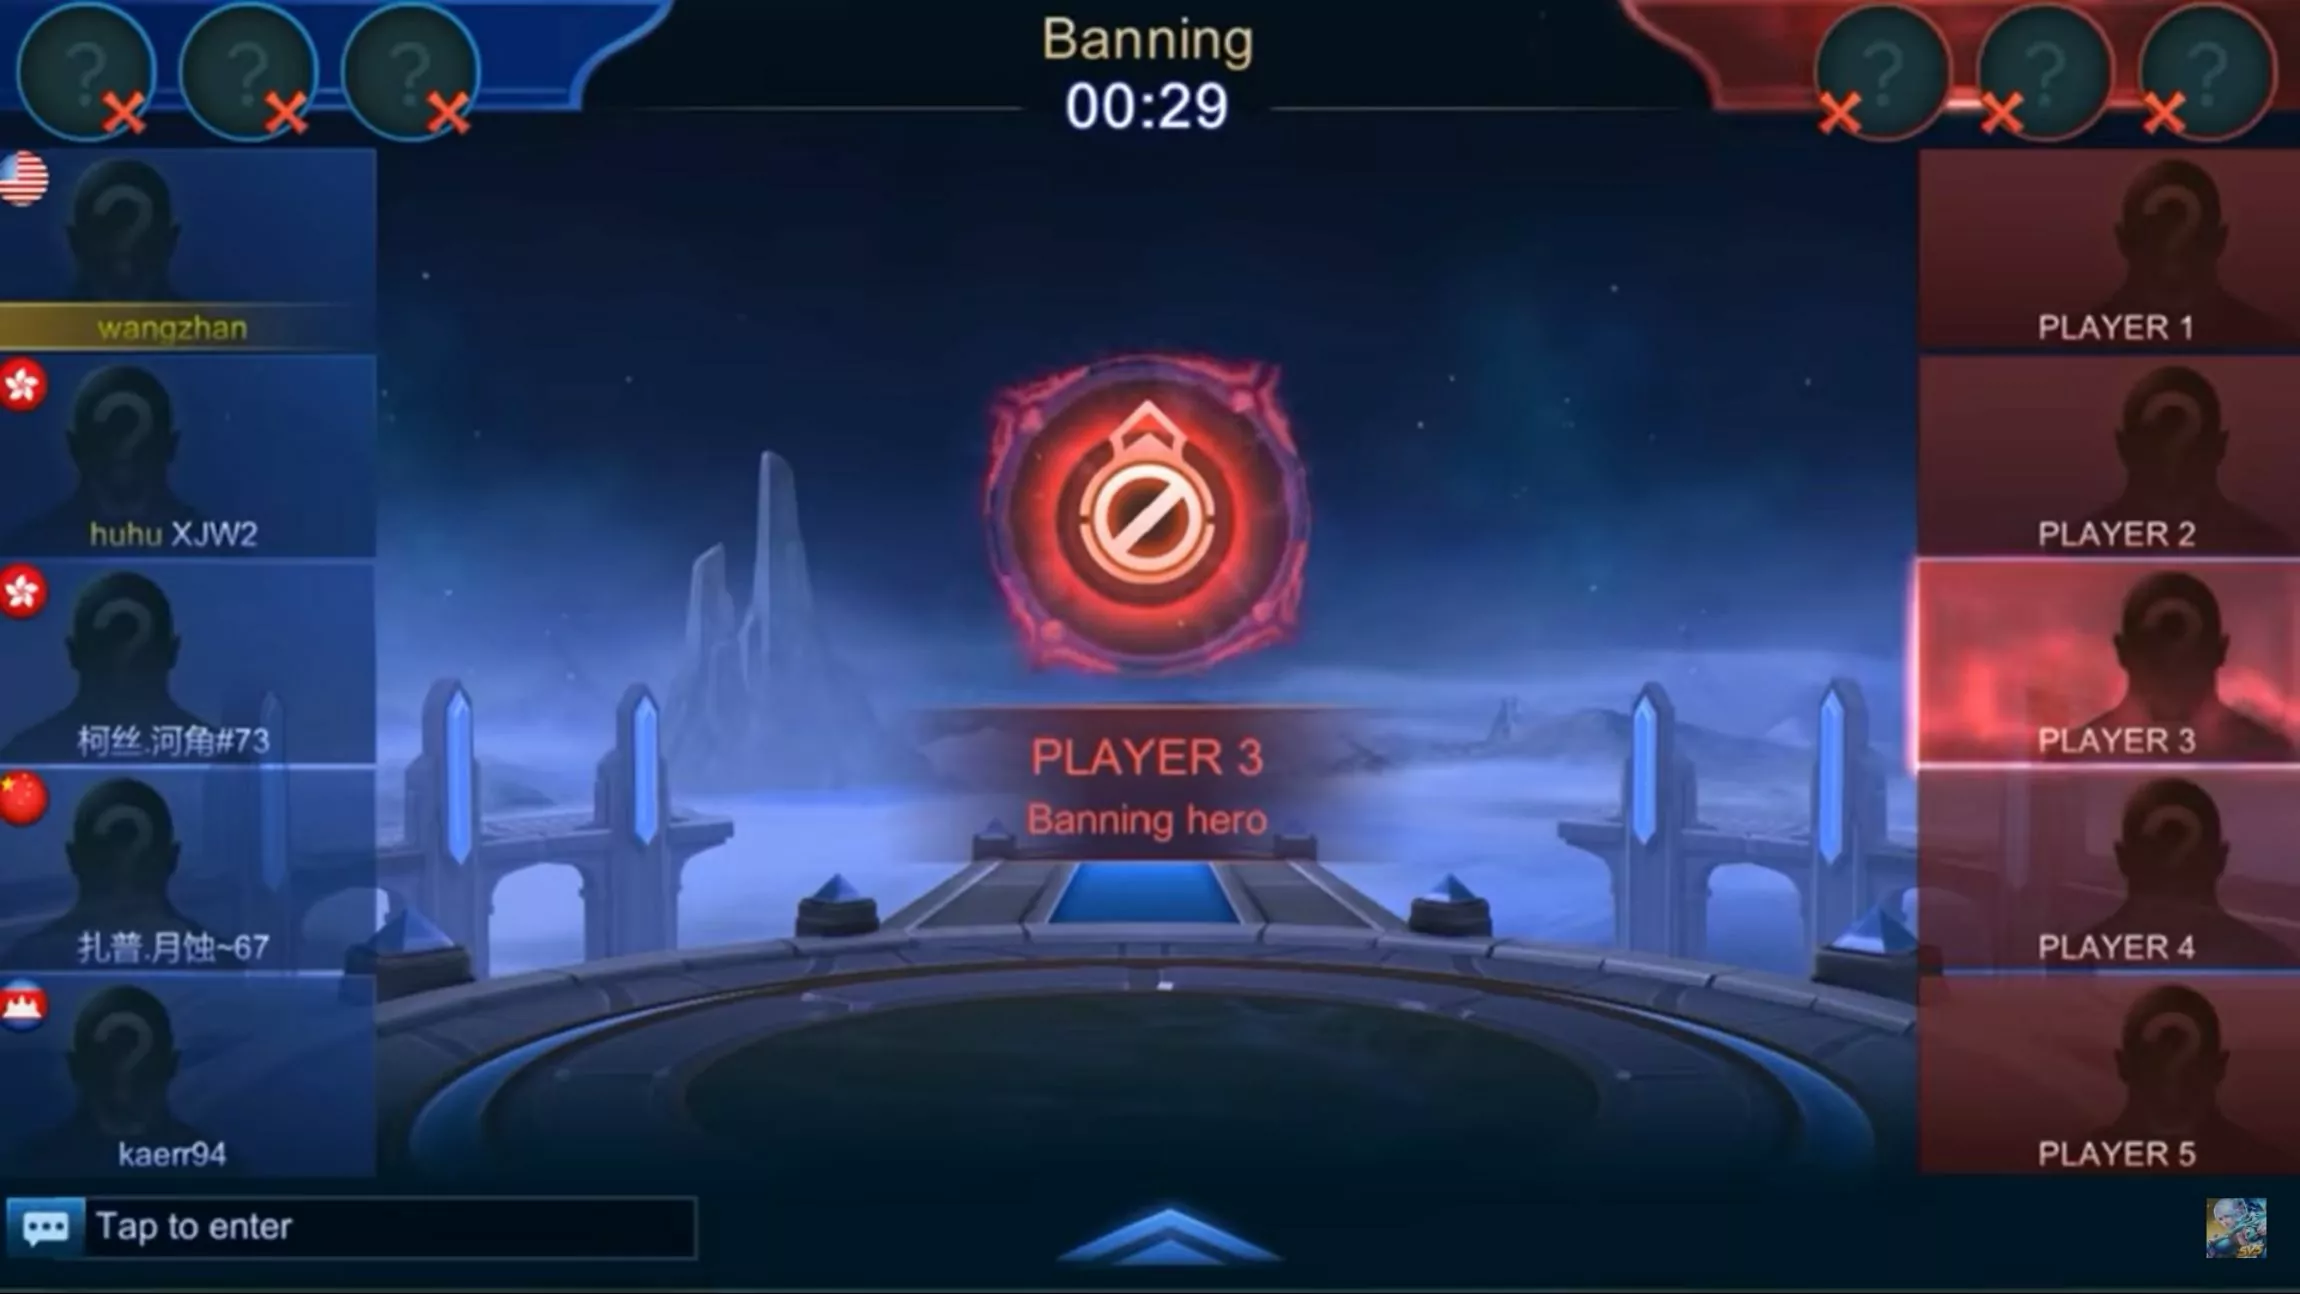 Banning
00:29
wangzhan
huhu XJW2
柯丝.河角#73
扎普.月蚀~67
kaerr94
PLAYER 3
Banning hero
PLAYER 1
PLAYER 2
PLAYER 3
PLAYER 4
PLAYER 5
Tap to enter
5V5